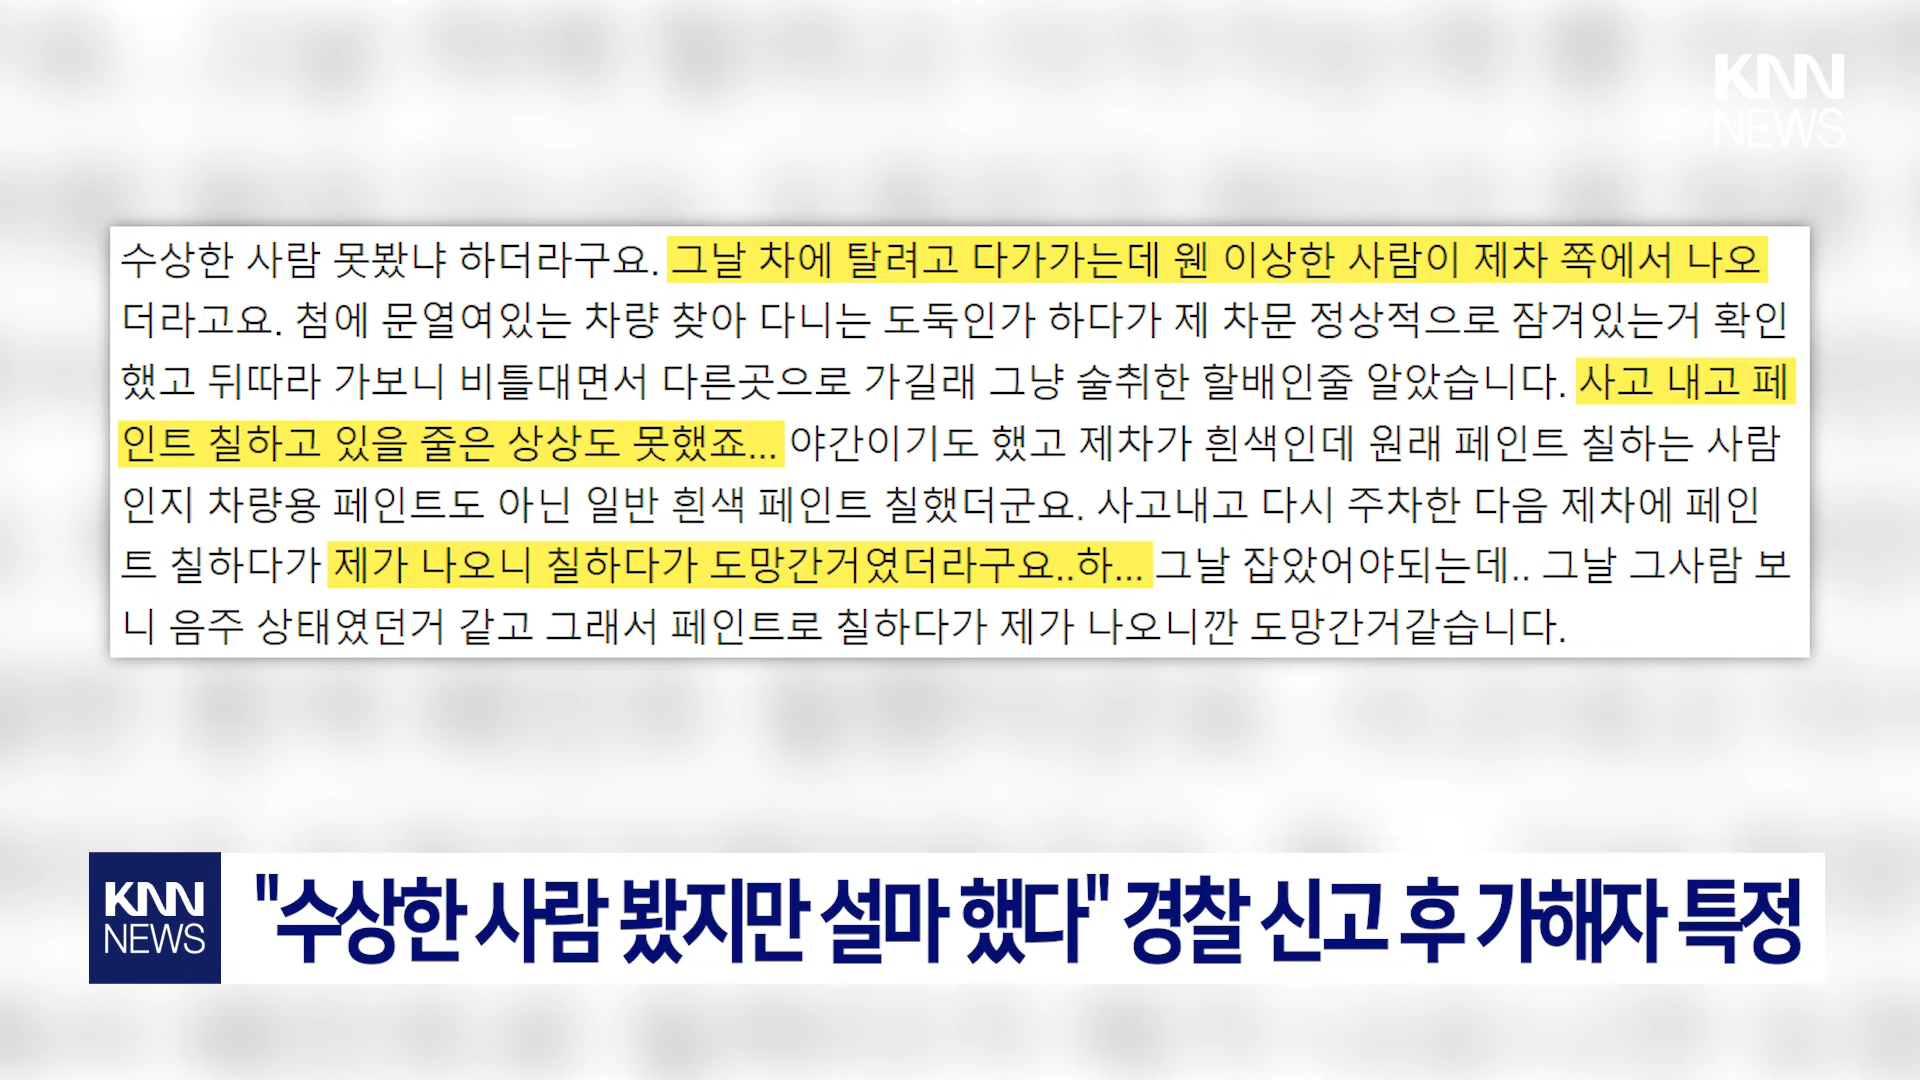 KNN
NEWS
수상한 사람 못봤냐 하더라구요. 그날 차에 탈려고 다가가는데 웬 이상한 사람이 제차 쪽에서 나오
더라고요. 첨에 문열여있는 차량 찾아 다니는 도둑인가 하다가 제 차문 정상적으로 잠겨있는거 확인
했고 뒤따라 가보니 비틀대면서 다른곳으로 가길래 그냥 술취한 할배인줄 알았습니다. 사고 내고 페
인트 칠하고 있을 줄은 상상도 못했죠... 야간이기도 했고 제차가 흰색인데 원래 페인트 칠하는 사람
인지 차량용 페인트도 아닌 일반 흰색 페인트 칠했더군요. 사고내고 다시 주차한 다음 제차에 페인
트 칠하다가 제가 나오니 칠하다가 도망간거였더라구요..하... 그날 잡았어야되는데.. 그날 그사람 보
니 음주 상태였던거 같고 그래서 페인트로 칠하다가 제가 나오니깐 도망간거같습니다.
KNN
NEWS
"수상한 사람 봤지만 설마 했다" 경찰 신고 후 가해자 특정